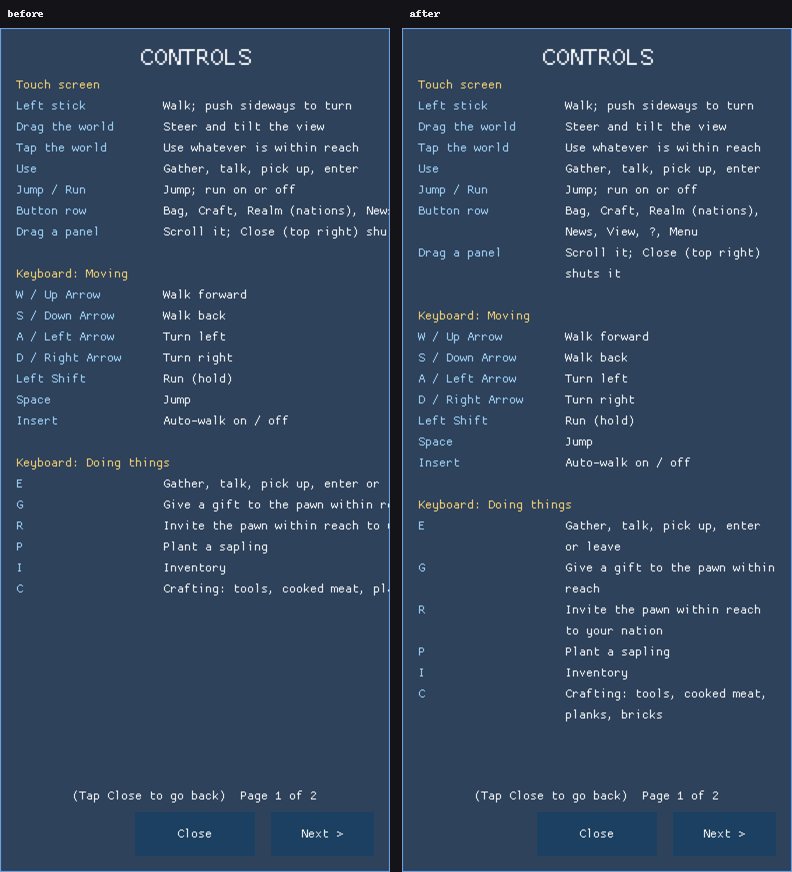 before
CONTROLS
Touch screen
Left stick Walk; push sideways to turn
Drag the world Steer and tilt the view
Tap the world Use whatever is within reach
Use Gather, talk, pick up, enter
Jump / Run Jump; run on or off
Button row Bag, Craft, Realm (nations), New
Drag a panel Scroll it; Close (top right) shu
Keyboard: Moving
W / Up Arrow Walk forward
S / Down Arrow Walk back
A / Left Arrow Turn left
D / Right Arrow Turn right
Left Shift Run (hold)
Space Jump
Insert Auto-walk on / off
Keyboard: Doing things
E Gather, talk, pick up, enter or
G Give a gift to the pawn within r
R Invite the pawn within reach to
P Plant a sapling
I Inventory
C Crafting: tools, cooked meat, pl
(Tap Close to go back) Page 1 of 2
Close Next >
after
CONTROLS
Touch screen
Left stick Walk; push sideways to turn
Drag the world Steer and tilt the view
Tap the world Use whatever is within reach
Use Gather, talk, pick up, enter
Jump / Run Jump; run on or off
Button row Bag, Craft, Realm (nations),
News, View, ?, Menu
Drag a panel Scroll it; Close (top right)
shuts it
Keyboard: Moving
W / Up Arrow Walk forward
S / Down Arrow Walk back
A / Left Arrow Turn left
D / Right Arrow Turn right
Left Shift Run (hold)
Space Jump
Insert Auto-walk on / off
Keyboard: Doing things
E Gather, talk, pick up, enter
or leave
G Give a gift to the pawn within
reach
R Invite the pawn within reach
to your nation
P Plant a sapling
I Inventory
C Crafting: tools, cooked meat,
planks, bricks
(Tap Close to go back) Page 1 of 2
Close Next >